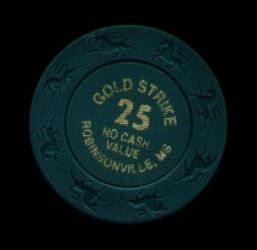 GOLD STRIKE
25
NO CASH
VALUE
ROBINSONVILLE, MS